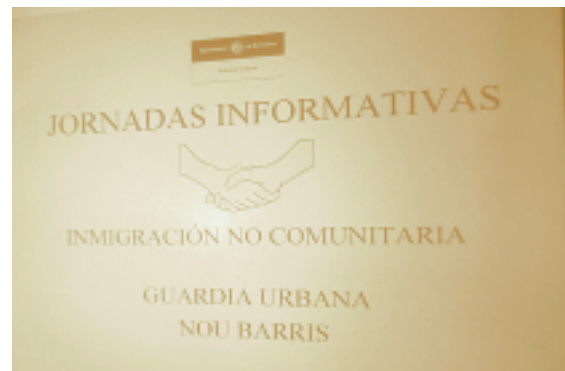 JORNADAS INFORMATIVAS
INMIGRACIÓN NO COMUNITARIA
GUARDIA URBANA
NOU BARRIS